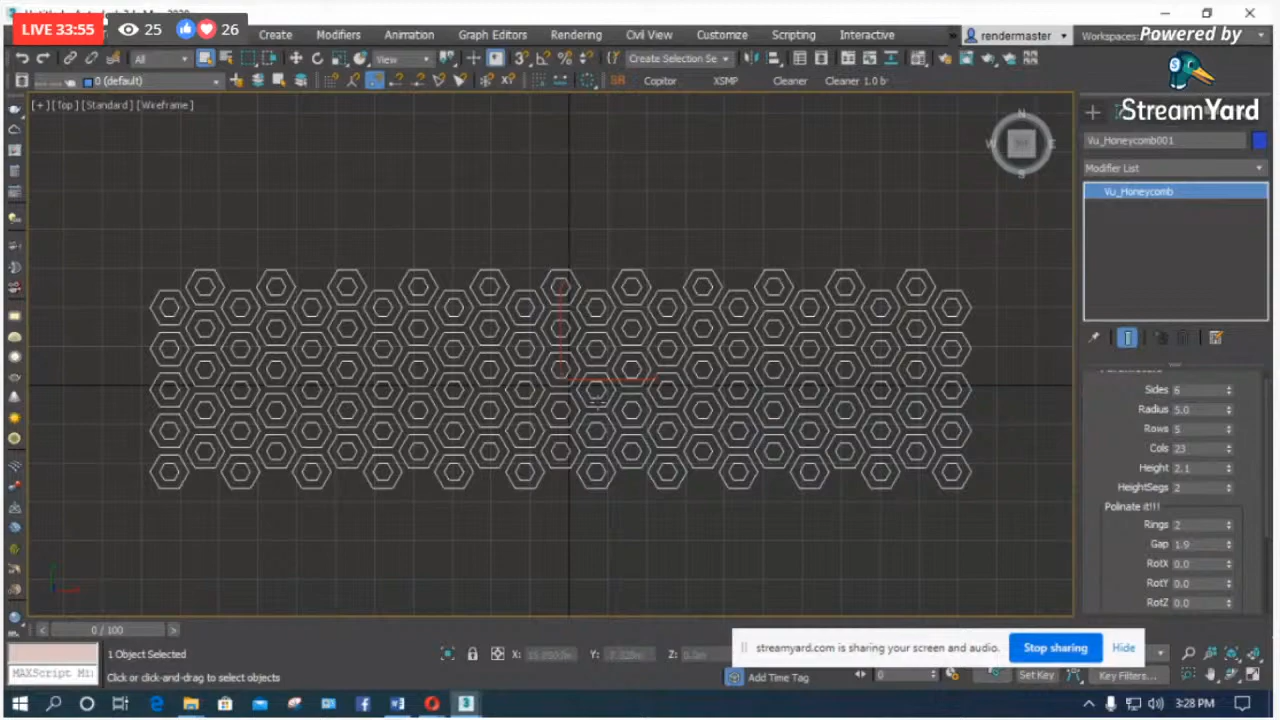 LIVE 33:55
25
26
Create Modifiers Animation Graph Editors Rendering Civil View Customize Scripting Interactive
rendermaster
Workspaces:
Powered by
StreamYard
All
View
Create Selection Se
0 (default)
Copitor XSMP Cleaner Cleaner 1.0 b
[+] [Top] [Standard] [Wireframe]
N
W E
S
Vu_Honeycomb001
Modifier List
Vu_Honeycomb
Sides 6
Radius 5.0
Rows 5
Cols 23
Height 2.1
HeightSegs 2
Polinate it!!!
Rings 2
Gap 1.9
RotX 0.0
RotY 0.0
RotZ 0.0
0 / 100
1 Object Selected
X: Y: Z:
streamyard.com is sharing your screen and audio.
Stop sharing
Hide
MAXScript Mi
Click or click-and-drag to select objects
Add Time Tag
0
Set Key
Key Filters...
3:28 PM